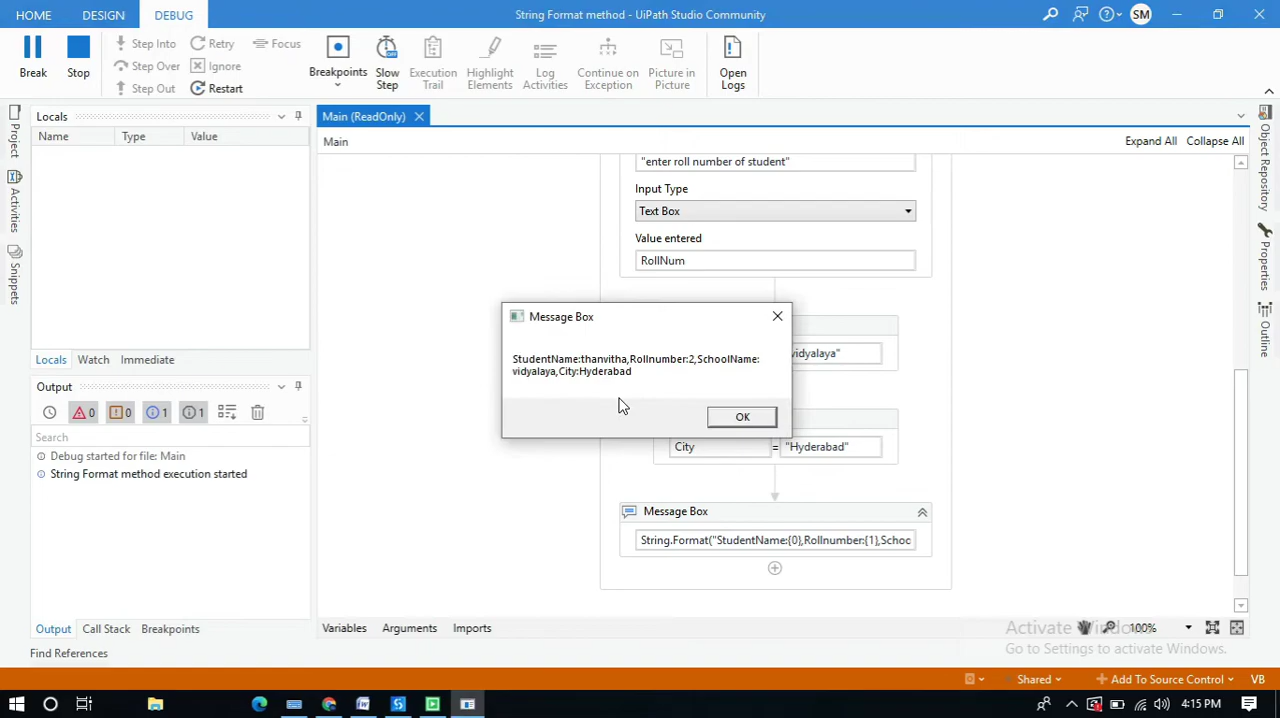 HOME
DESIGN
DEBUG
String Format method - UiPath Studio Community
SM
Break
Stop
Step Into
Step Over
Step Out
Retry
Ignore
Restart
Focus
Breakpoints
Slow
Step
Execution
Trail
Highlight
Elements
Log
Activities
Continue on
Exception
Picture in
Picture
Open
Logs
Project
Activities
Snippets
Locals
Name Type Value
Locals Watch Immediate
Output
0 0 1 1
Search
Debug started for file: Main
String Format method execution started
Output Call Stack Breakpoints
Find References
Main (ReadOnly)
Main
Expand All Collapse All
"enter roll number of student"
Input Type
Text Box
Value entered
RollNum
vidyalaya"
City = "Hyderabad"
Message Box
String.Format("StudentName:{0},Rollnumber:{1},Schoo
Message Box
StudentName:thanvitha,Rollnumber:2,SchoolName:
vidyalaya,City:Hyderabad
OK
Variables Arguments Imports
100%
Activate Windows
Go to Settings to activate Windows.
Object Repository
Properties
Outline
Shared
Add To Source Control
VB
4:15 PM